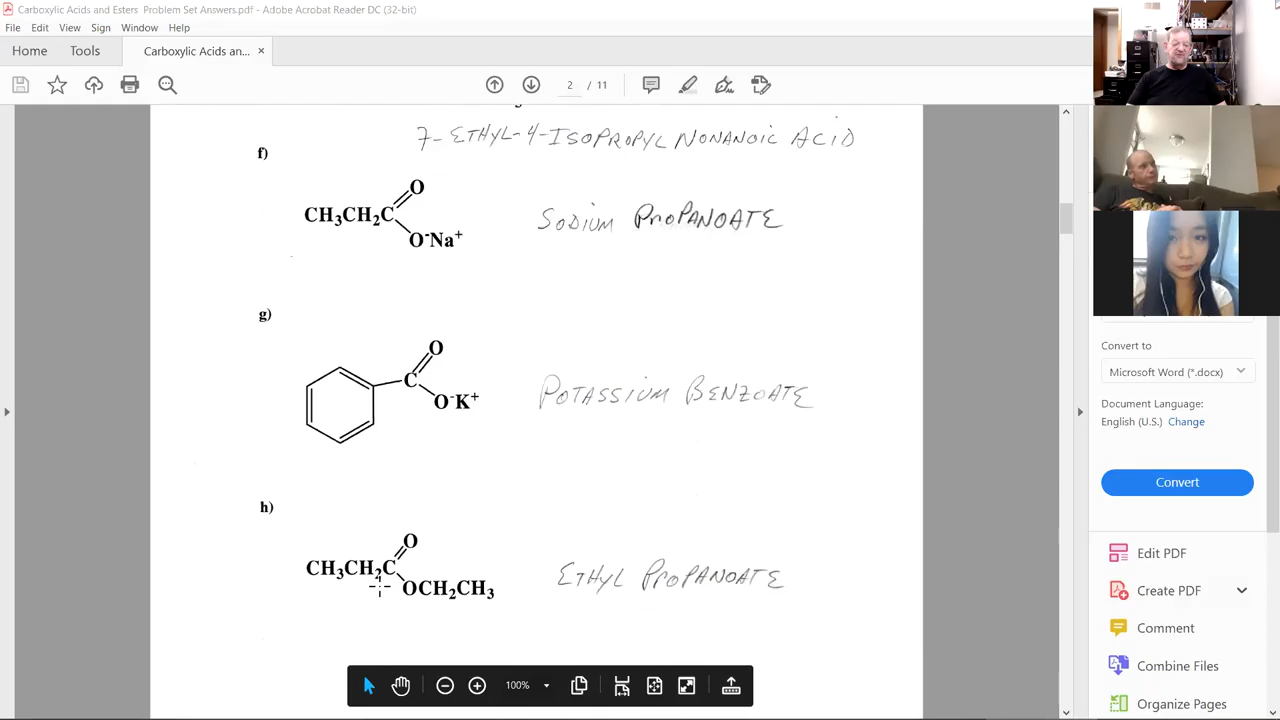 Carboxylic Acids and Esters Problem Set Answers.pdf - Adobe Acrobat Reader DC (32-bit)
File Edit View Sign Window Help
Home Tools Carboxylic Acids an... ×
2 / 11
7-ETHYL-4-ISOPROPYL NONANOIC ACID
f)
O
CH₃CH₂C SODIUM PROPANOATE
O⁻Na⁺
g)
O
C
O⁻K⁺ POTASSIUM BENZOATE
h)
O
CH₃CH₂C ETHYL PROPANOATE
OCH₂CH₃
100%
Convert to
Microsoft Word (*.docx)
Document Language:
English (U.S.) Change
Convert
Edit PDF
Create PDF
Comment
Combine Files
Organize Pages